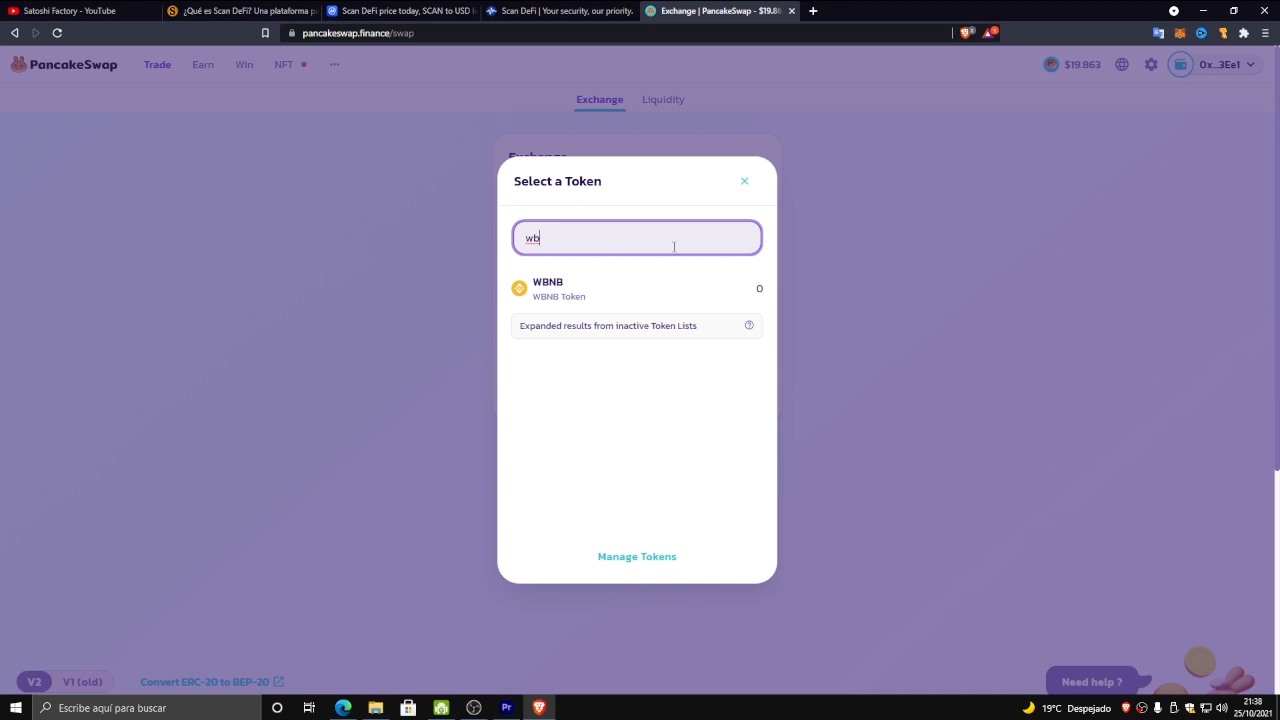 Satoshi Factory - YouTube
¿Qué es Scan DeFi? Una plataforma p
Scan DeFi price today, SCAN to USD l
Scan DeFi | Your security, our priority.
Exchange | PancakeSwap - $19.86
pancakeswap.finance/swap
PancakeSwap
Trade
Earn
Win
NFT
$19.863
0x...3Ee1
Exchange
Liquidity
Exchange
Select a Token
wb
WBNB
0
WBNB Token
Expanded results from inactive Token Lists
Manage Tokens
V2
V1 (old)
Convert ERC-20 to BEP-20
Need help ?
Escribe aquí para buscar
Pr
19°C Despejado
21:38
25/10/2021